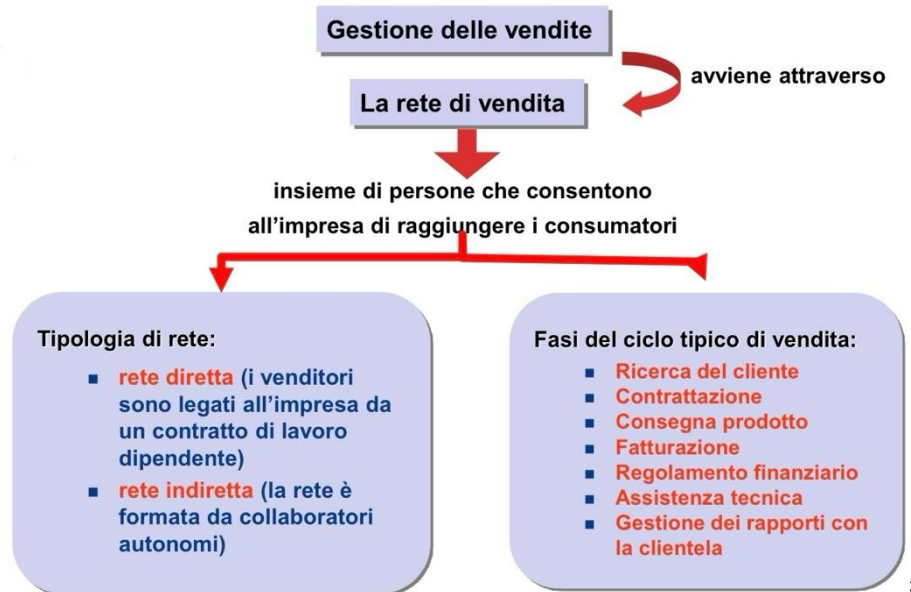 Gestione delle vendite
avviene attraverso
La rete di vendita
insieme di persone che consentono
all'impresa di raggiungere i consumatori
Tipologia di rete:
rete diretta (i venditori
sono legati all'impresa da
un contratto di lavoro
dipendente)
rete indiretta (la rete è
formata da collaboratori
autonomi)
Fasi del ciclo tipico di vendita:
Ricerca del cliente
Contrattazione
Consegna prodotto
Fatturazione
Regolamento finanziario
Assistenza tecnica
Gestione dei rapporti con
la clientela